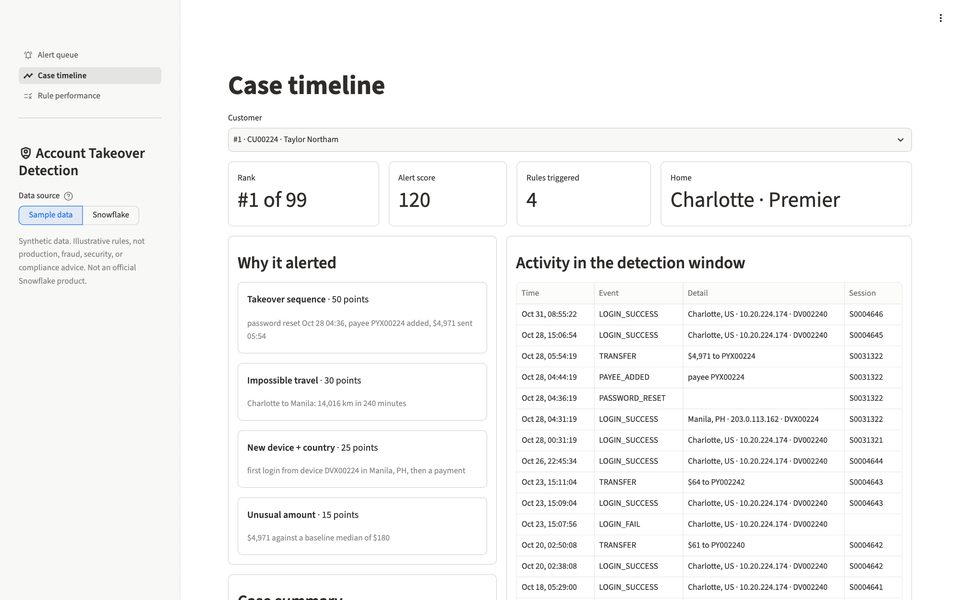 Alert queue
Case timeline
Rule performance
Account Takeover
Detection
Data source ?
Sample data Snowflake
Synthetic data. Illustrative rules, not
production, fraud, security, or
compliance advice. Not an official
Snowflake product.
Case timeline
Customer
#1 · CU00224 · Taylor Northam
Rank
#1 of 99
Alert score
120
Rules triggered
4
Home
Charlotte · Premier
Why it alerted
Takeover sequence · 50 points
password reset Oct 28 04:36, payee PYX00224 added, $4,971 sent
05:54
Impossible travel · 30 points
Charlotte to Manila: 14,016 km in 240 minutes
New device + country · 25 points
first login from device DVX00224 in Manila, PH, then a payment
Unusual amount · 15 points
$4,971 against a baseline median of $180
Case summary
Activity in the detection window
Time Event Detail Session
Oct 31, 08:55:22 LOGIN_SUCCESS Charlotte, US · 10.20.224.174 · DV002240 S0004646
Oct 28, 15:06:54 LOGIN_SUCCESS Charlotte, US · 10.20.224.174 · DV002240 S0004645
Oct 28, 05:54:19 TRANSFER $4,971 to PYX00224 S0031322
Oct 28, 04:44:19 PAYEE_ADDED payee PYX00224 S0031322
Oct 28, 04:36:19 PASSWORD_RESET S0031322
Oct 28, 04:31:19 LOGIN_SUCCESS Manila, PH · 203.0.113.162 · DVX00224 S0031322
Oct 28, 00:31:19 LOGIN_SUCCESS Charlotte, US · 10.20.224.174 · DV002240 S0031321
Oct 26, 22:45:34 LOGIN_SUCCESS Charlotte, US · 10.20.224.174 · DV002240 S0004644
Oct 23, 15:11:04 TRANSFER $64 to PY002242 S0004643
Oct 23, 15:09:04 LOGIN_SUCCESS Charlotte, US · 10.20.224.174 · DV002240 S0004643
Oct 23, 15:07:56 LOGIN_FAIL Charlotte, US · 10.20.224.174 · DV002240
Oct 20, 02:50:08 TRANSFER $61 to PY002240 S0004642
Oct 20, 02:38:08 LOGIN_SUCCESS Charlotte, US · 10.20.224.174 · DV002240 S0004642
Oct 18, 05:29:00 LOGIN_SUCCESS Charlotte, US · 10.20.224.174 · DV002240 S0004641